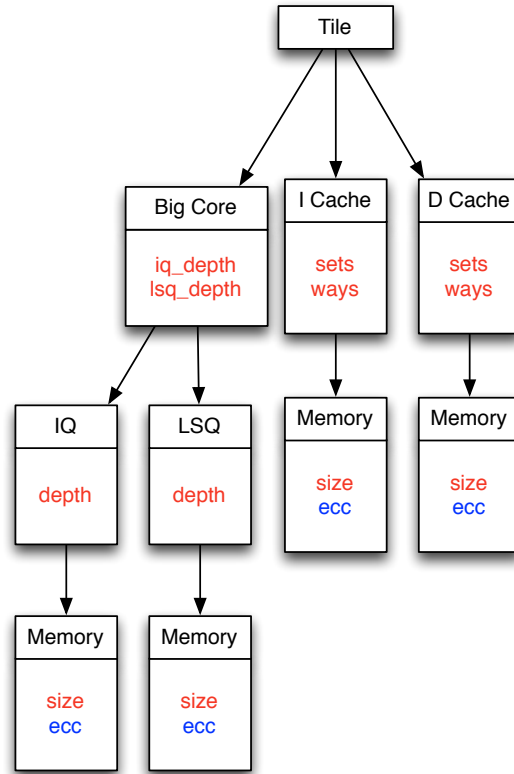 Tile
Big Core
iq_depth
lsq_depth
I Cache
sets
ways
D Cache
sets
ways
IQ
depth
LSQ
depth
Memory
size
ecc
Memory
size
ecc
Memory
size
ecc
Memory
size
ecc